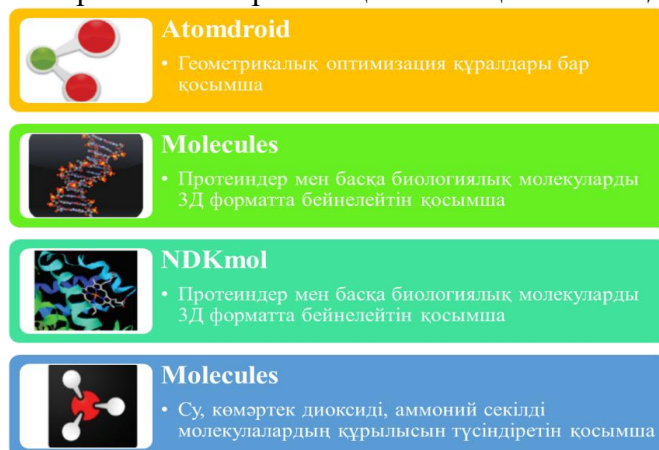 Atomdroid
• Геометрикалық оптимизация құралдары бар
қосымша
Molecules
• Протеиндер мен басқа биологиялық молекуларды
3Д форматта бейнелейтін қосымша
NDKmol
• Протеиндер мен басқа биологиялық молекуларды
3Д форматта бейнелейтін қосымша
Molecules
• Су, көмәртек диоксиді, аммоний секілді
молекулалардың құрылысын түсіндіретін қосымша